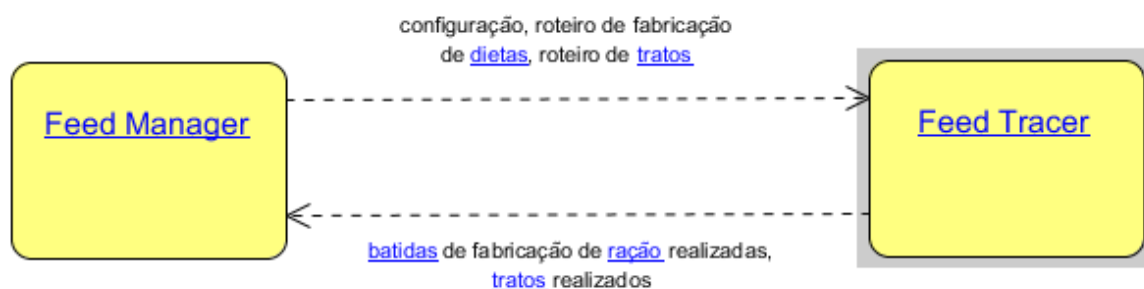 configuração, roteiro de fabricação
de dietas, roteiro de tratos
Feed Manager
Feed Tracer
batidas de fabricação de ração realizadas,
tratos realizados